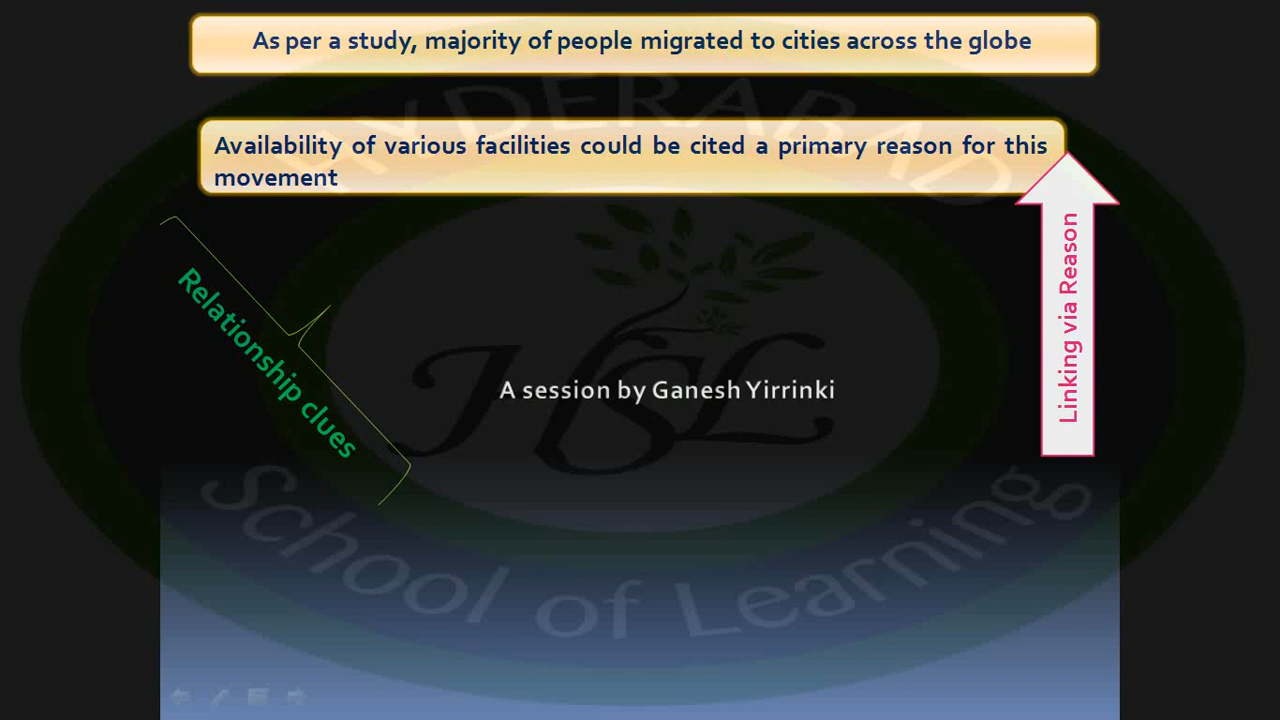 As per a study, majority of people migrated to cities across the globe
HYDERABAD
Availability of various facilities could be cited a primary reason for this
movement
Relationship clues
Linking via Reason
HSL
A session by Ganesh Yirrinki
School of Learning